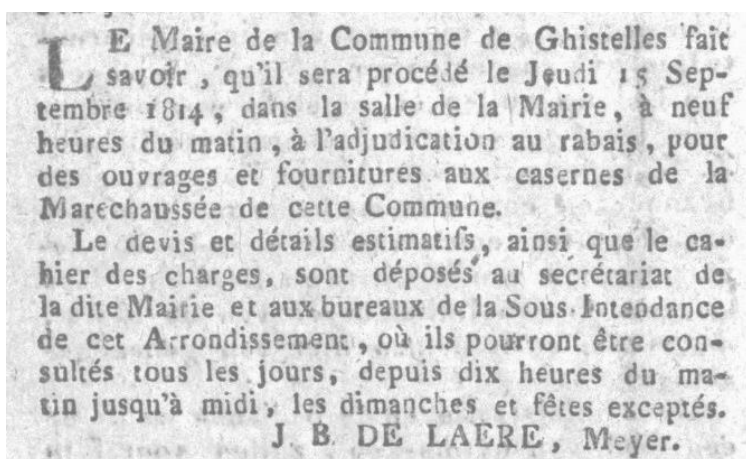 LE Maire de la Commune de Ghistelles fait
savoir, qu'il sera procédé le Jeudi 15 Sep-
tembre 1814, dans la salle de la Mairie, à neuf
heures du matin, à l'adjudication au rabais, pour
des ouvrages et fournitures aux casernes de la
Marechaussée de cette Commune.
Le devis et détails estimatifs, ainsi que le ca-
hier des charges, sont déposés au secrétariat de
la dite Mairie et aux bureaux de la Sous-Intendance
de cet Arrondissement, où ils pourront être con-
sultés tous les jours, depuis dix heures du ma-
tin jusqu'à midi, les dimanches et fêtes exceptés.
J. B. DE LAERE, Meyer.